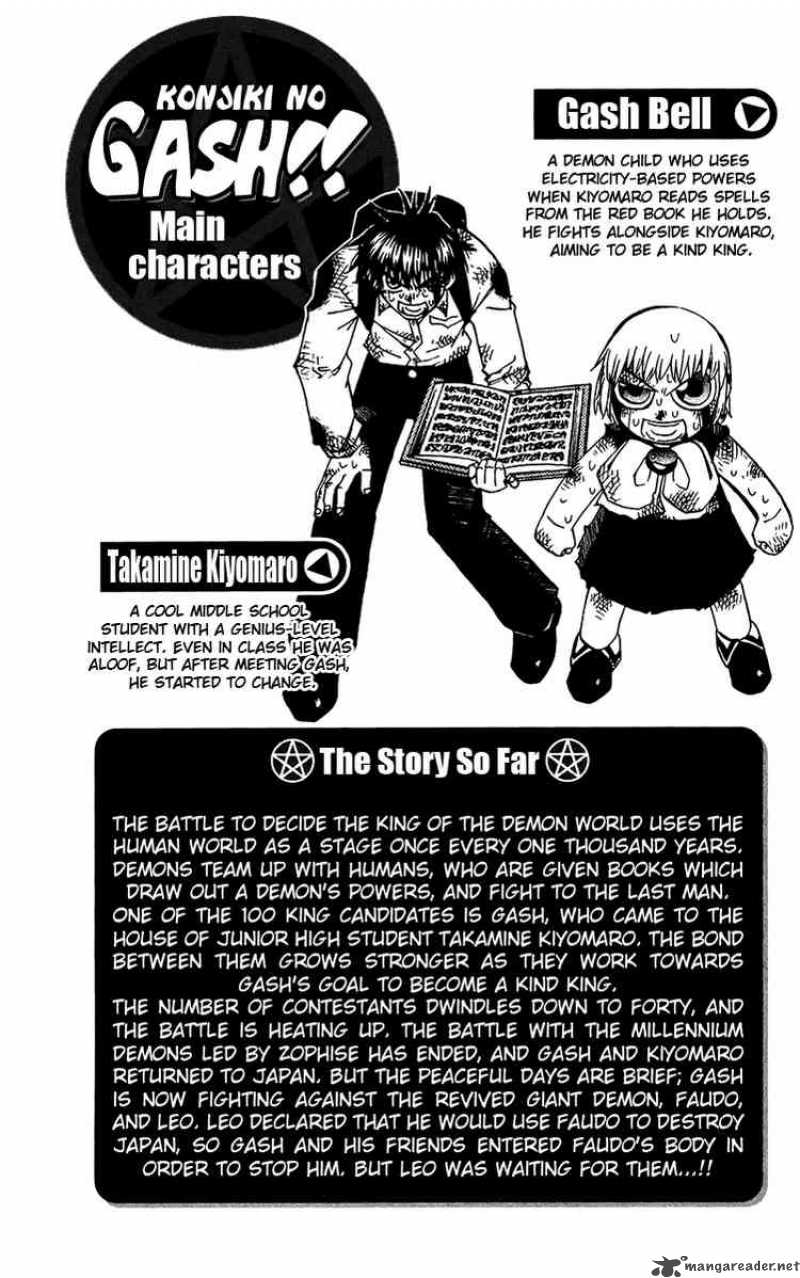 KONJIKI NO
GASH!!
Main
characters
Gash Bell
A DEMON CHILD WHO USES
ELECTRICITY-BASED POWERS
WHEN KIYOMARO READS SPELLS
FROM THE RED BOOK HE HOLDS.
HE FIGHTS ALONGSIDE KIYOMARO,
AIMING TO BE A KIND KING.
Takamine Kiyomaro
A COOL MIDDLE SCHOOL
STUDENT WITH A GENIUS-LEVEL
INTELLECT. EVEN IN CLASS HE WAS
ALOOF, BUT AFTER MEETING GASH,
HE STARTED TO CHANGE.
The Story So Far
THE BATTLE TO DECIDE THE KING OF THE DEMON WORLD USES THE
HUMAN WORLD AS A STAGE ONCE EVERY ONE THOUSAND YEARS.
DEMONS TEAM UP WITH HUMANS, WHO ARE GIVEN BOOKS WHICH
DRAW OUT A DEMON'S POWERS, AND FIGHT TO THE LAST MAN.
ONE OF THE 100 KING CANDIDATES IS GASH, WHO CAME TO THE
HOUSE OF JUNIOR HIGH STUDENT TAKAMINE KIYOMARO. THE BOND
BETWEEN THEM GROWS STRONGER AS THEY WORK TOWARDS
GASH'S GOAL TO BECOME A KIND KING.
THE NUMBER OF CONTESTANTS DWINDLES DOWN TO FORTY, AND
THE BATTLE IS HEATING UP. THE BATTLE WITH THE MILLENNIUM
DEMONS LED BY ZOPHISE HAS ENDED, AND GASH AND KIYOMARO
RETURNED TO JAPAN. BUT THE PEACEFUL DAYS ARE BRIEF; GASH
IS NOW FIGHTING AGAINST THE REVIVED GIANT DEMON, FAUDO,
AND LEO. LEO DECLARED THAT HE WOULD USE FAUDO TO DESTROY
JAPAN, SO GASH AND HIS FRIENDS ENTERED FAUDO'S BODY IN
ORDER TO STOP HIM. BUT LEO WAS WAITING FOR THEM...!!
mangareader.net